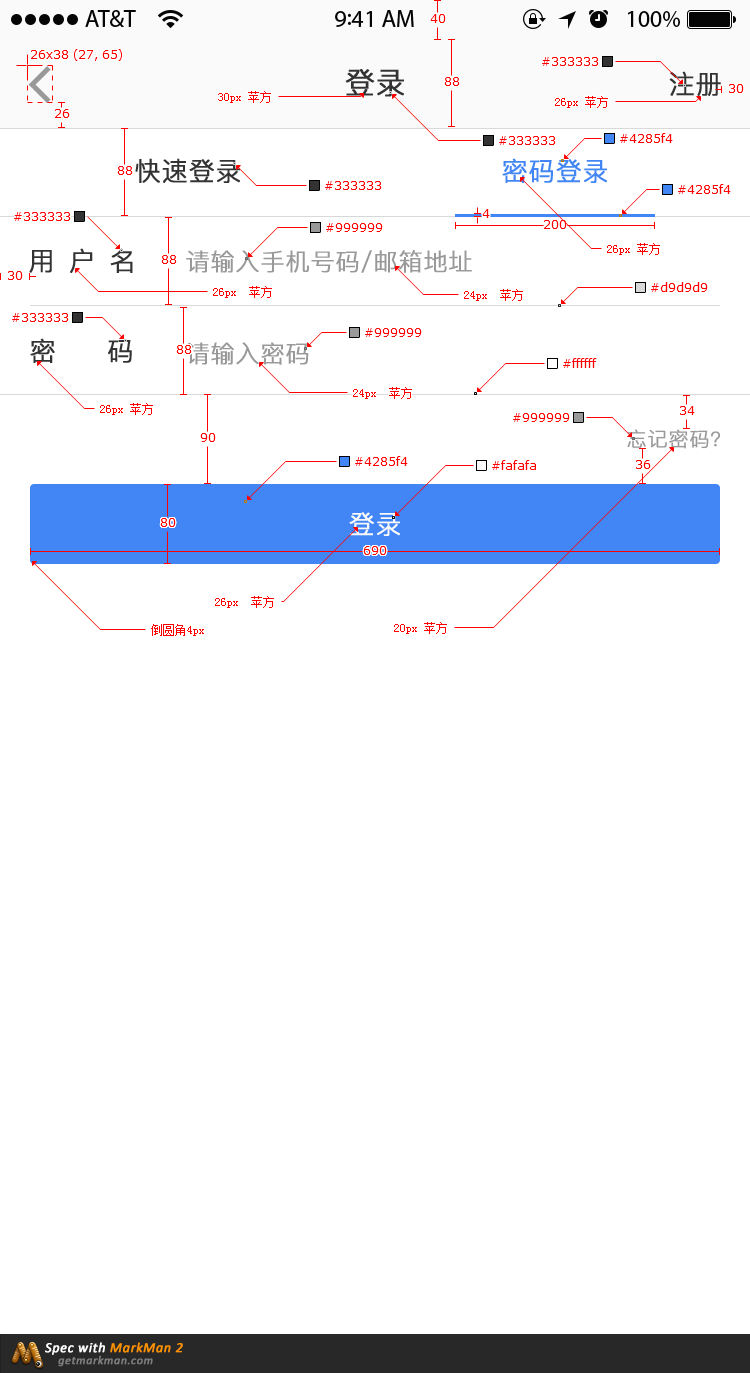 AT&T 9:41 AM 100%
40
26x38 (27, 65)
#333333
登录 88 注册 30
30px 苹方 26px 苹方
26
#333333 #4285f4
88 快速登录 密码登录
#333333 #4285f4
#333333 4
200
#999999
26px 苹方
用户名 88 请输入手机号码/邮箱地址
30
26px 苹方 24px 苹方 #d9d9d9
#333333 #999999
密码 88 请输入密码
#ffffff
26px 苹方 24px 苹方
34
#999999
90 忘记密码?
#4285f4 #fafafa 36
80 登录
690
26px 苹方
倒圆角4px 20px 苹方
Spec with MarkMan 2
getmarkman.com